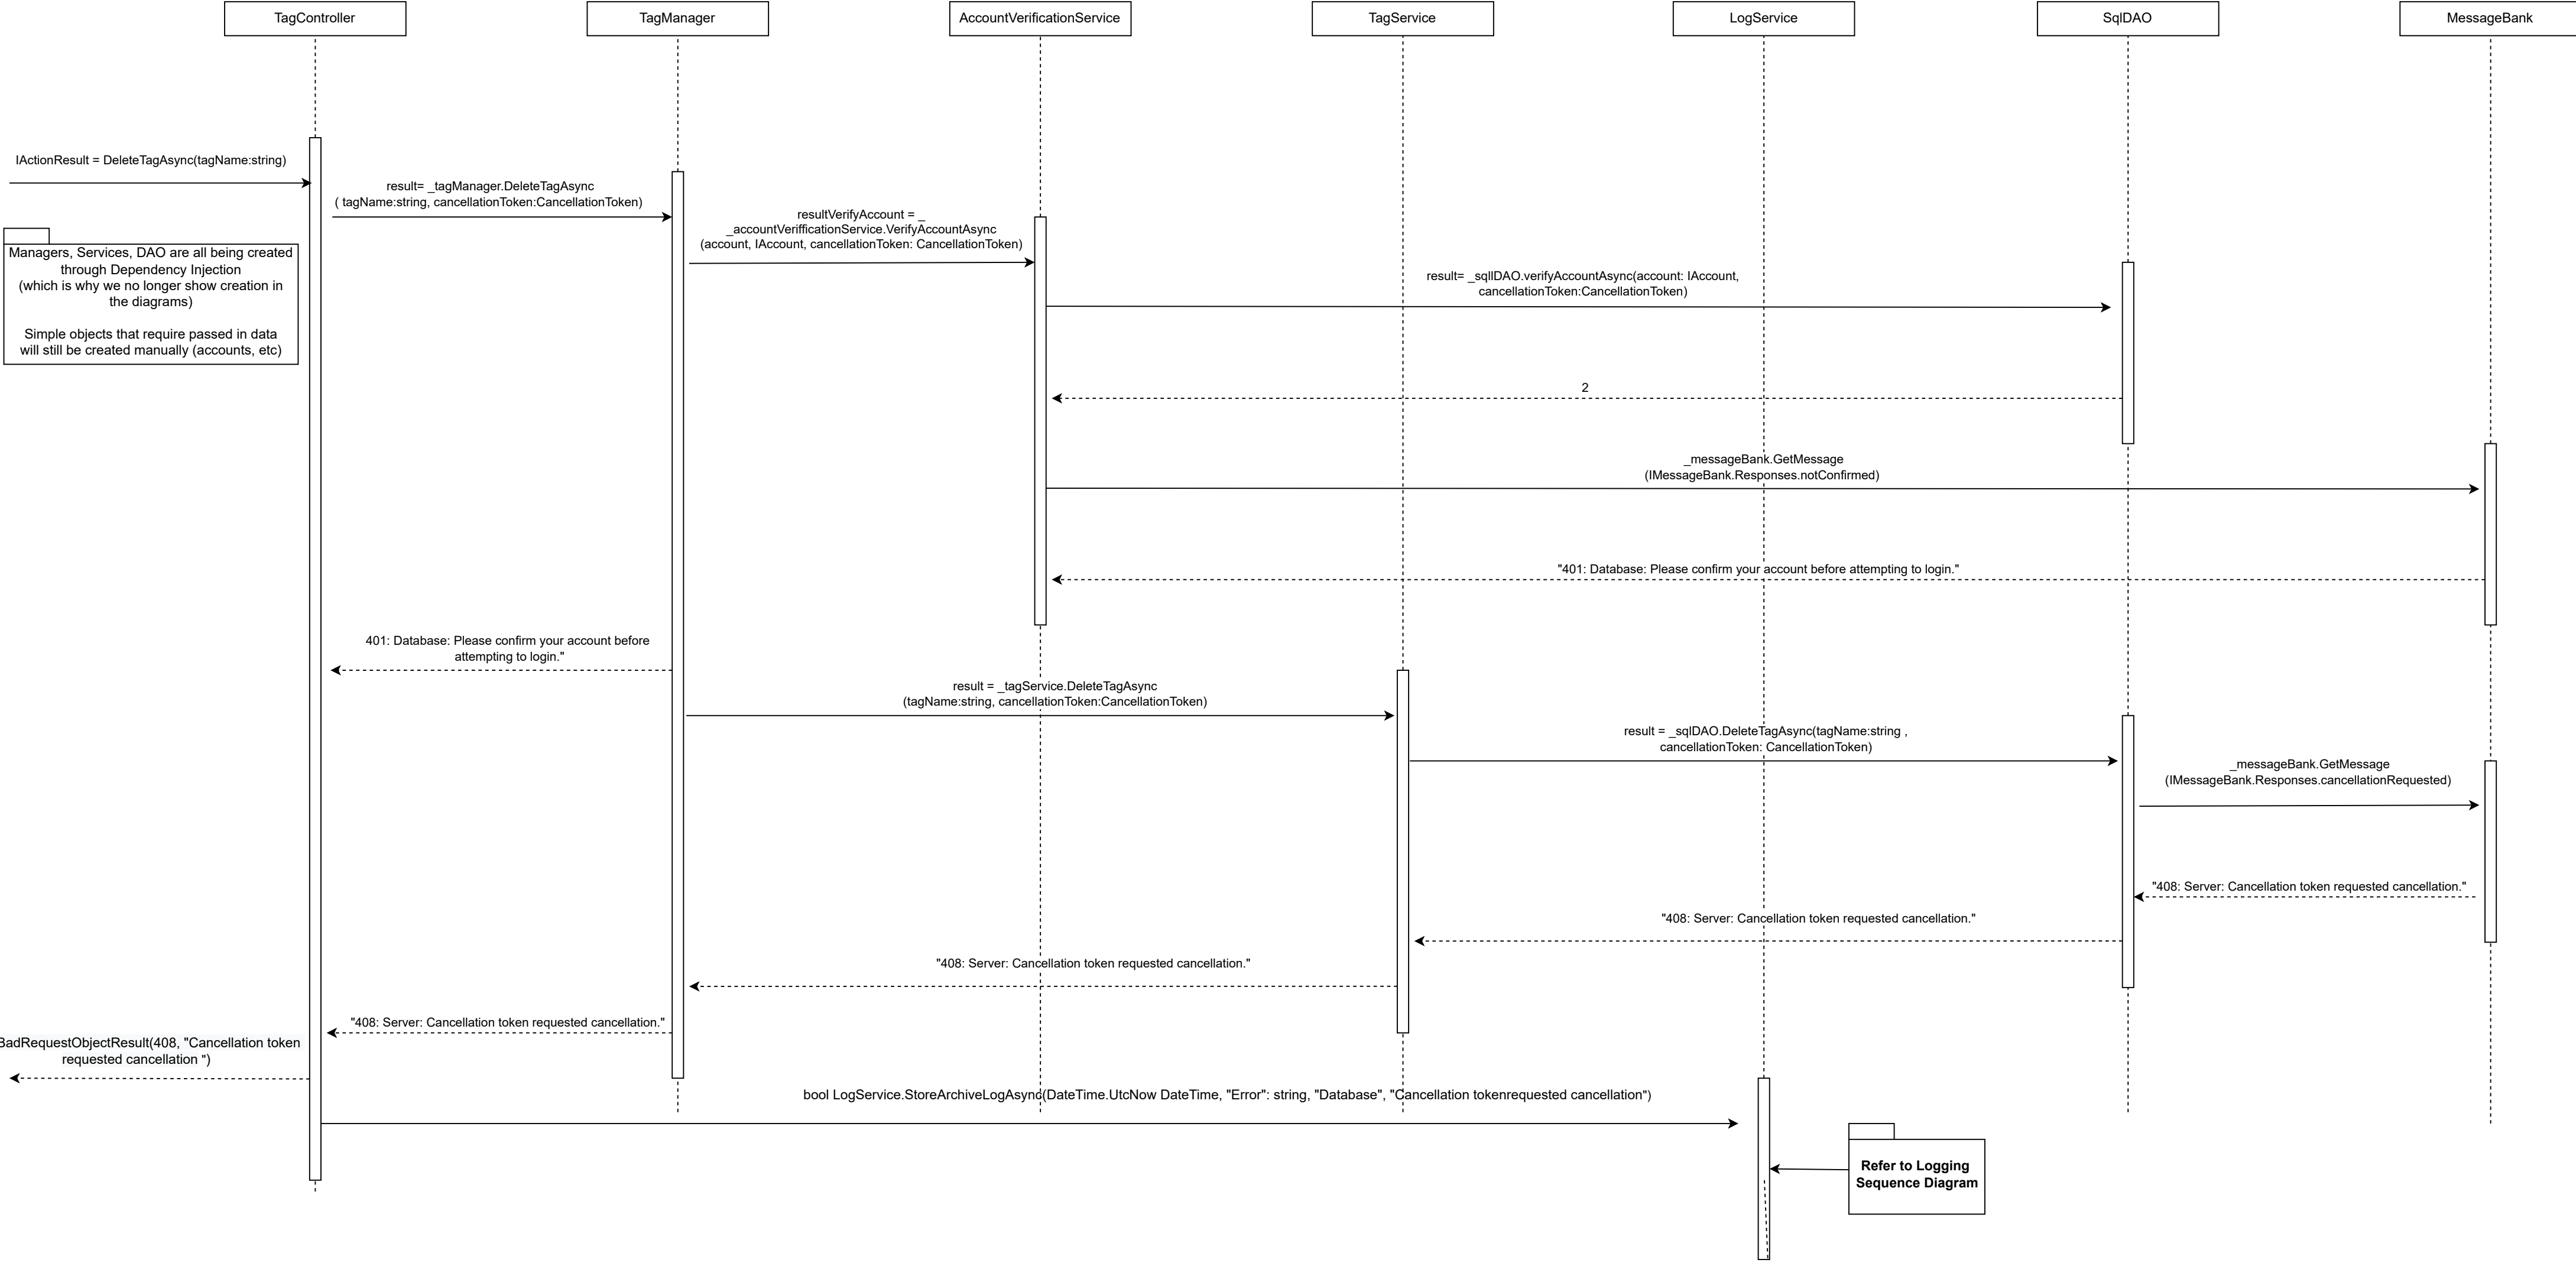 TagController
TagManager
AccountVerificationService
TagService
LogService
SqlDAO
MessageBank
IActionResult = DeleteTagAsync(tagName:string)
result= _tagManager.DeleteTagAsync
( tagName:string, cancellationToken:CancellationToken)
resultVerifyAccount = _
_accountVeriffficationService.VerifyAccountAsync
(account, IAccount, cancellationToken: CancellationToken)
Managers, Services, DAO are all being created
through Dependency Injection
(which is why we no longer show creation in
the diagrams)
Simple objects that require passed in data
will still be created manually (accounts, etc)
result= _sqllDAO.verifyAccountAsync(account: IAccount,
cancellationToken:CancellationToken)
2
_messageBank.GetMessage
(IMessageBank.Responses.notConfirmed)
"401: Database: Please confirm your account before attempting to login."
401: Database: Please confirm your account before
attempting to login."
result = _tagService.DeleteTagAsync
(tagName:string, cancellationToken:CancellationToken)
result = _sqlDAO.DeleteTagAsync(tagName:string ,
cancellationToken: CancellationToken)
_messageBank.GetMessage
(IMessageBank.Responses.cancellationRequested)
"408: Server: Cancellation token requested cancellation."
"408: Server: Cancellation token requested cancellation."
"408: Server: Cancellation token requested cancellation."
"408: Server: Cancellation token requested cancellation."
BadRequestObjectResult(408, "Cancellation token
requested cancellation ")
bool LogService.StoreArchiveLogAsync(DateTime.UtcNow DateTime, "Error": string, "Database", "Cancellation tokenrequested cancellation")
Refer to Logging
Sequence Diagram